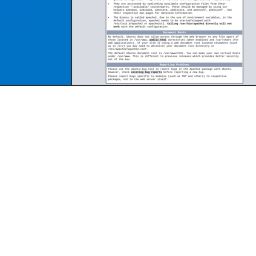 They are activated by symlinking available configuration files from their
respective *-available/ counterparts. These should be managed by using our
helpers a2enmod, a2dismod, a2ensite, a2dissite, and a2enconf, a2disconf. See
their respective man pages for detailed information.
The binary is called apache2. Due to the use of environment variables, in the
default configuration, apache2 needs to be started/stopped with
/etc/init.d/apache2 or apache2ctl. Calling /usr/bin/apache2 directly will not
work with the default configuration.
Document Roots
By default, Ubuntu does not allow access through the web browser to any file apart of
those located in /var/www, public_html directories (when enabled) and /usr/share (for
web applications). If your site is using a web document root located elsewhere (such
as in /srv) you may need to whitelist your document root directory in
/etc/apache2/apache2.conf.
The default Ubuntu document root is /var/www/html. You can make your own virtual hosts
under /var/www. This is different to previous releases which provides better security
out of the box.
Reporting Problems
Please use the ubuntu-bug tool to report bugs in the Apache2 package with Ubuntu.
However, check existing bug reports before reporting a new bug.
Please report bugs specific to modules (such as PHP and others) to respective
packages, not to the web server itself.